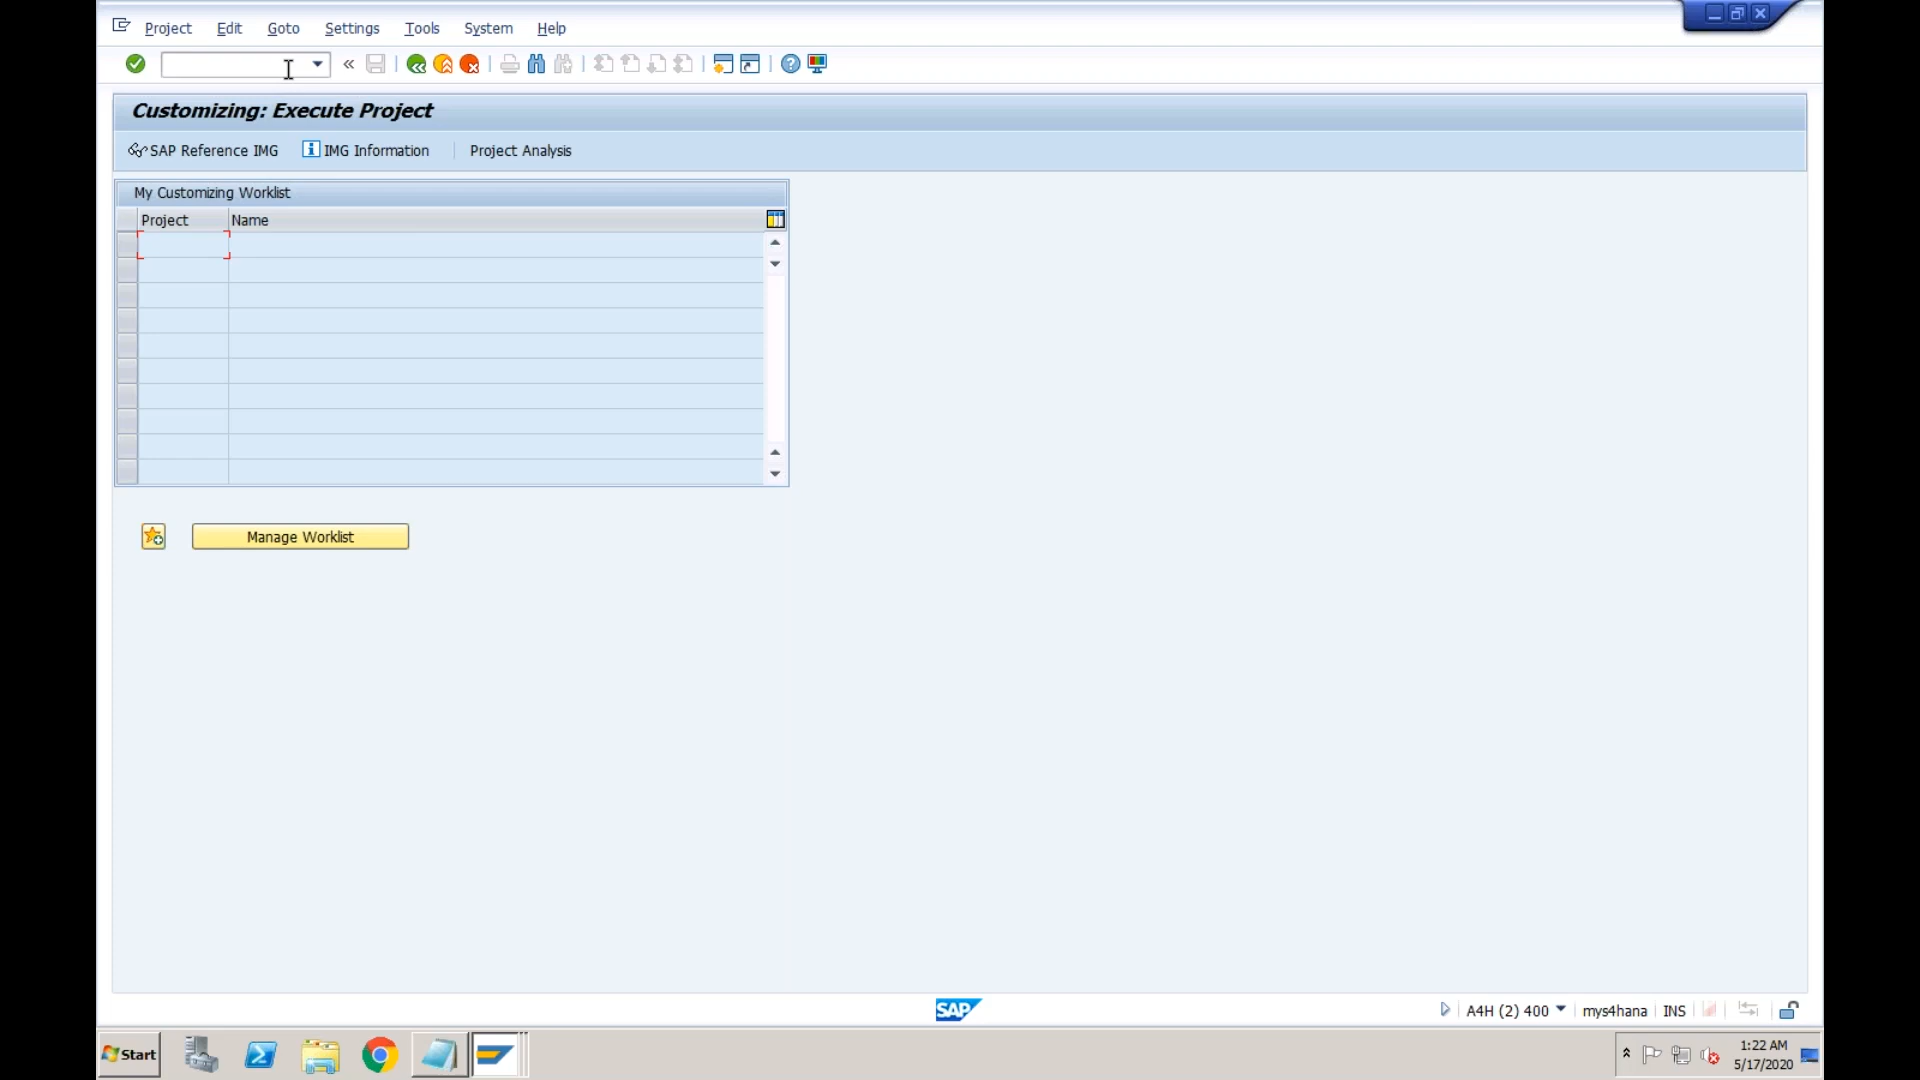 Project Edit Goto Settings Tools System Help
Customizing: Execute Project
SAP Reference IMG IMG Information Project Analysis
My Customizing Worklist
Project Name
Manage Worklist
SAP A4H (2) 400 mys4hana INS
Start 1:22 AM
5/17/2020